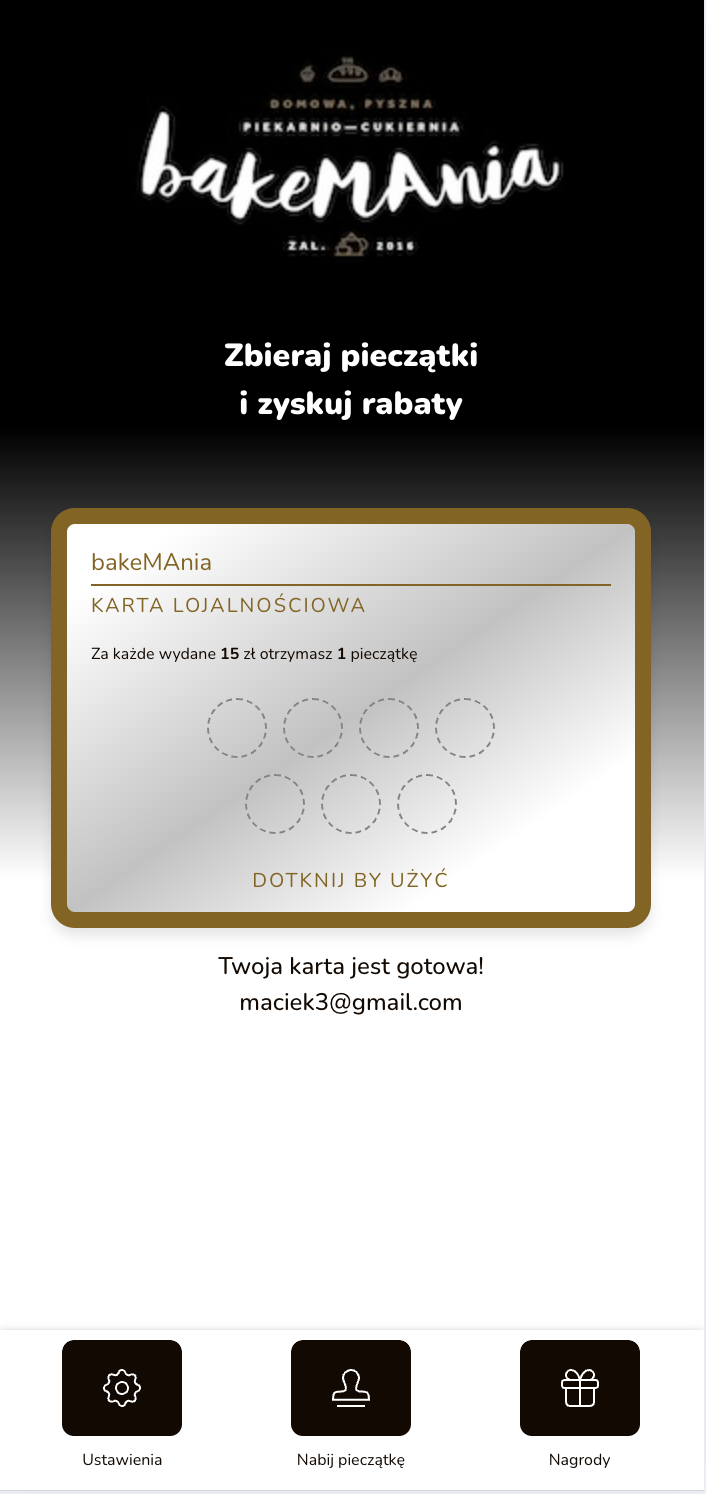 DOMOWA, PYSZNA
PIEKARNIO—CUKIERNIA
bakeMAnia
ZAŁ. 2016
Zbieraj pieczątki
i zyskuj rabaty
bakeMAnia
KARTA LOJALNOŚCIOWA
Za każde wydane 15 zł otrzymasz 1 pieczątkę
DOTKNIJ BY UŻYĆ
Twoja karta jest gotowa!
maciek3@gmail.com
Ustawienia
Nabij pieczątkę
Nagrody